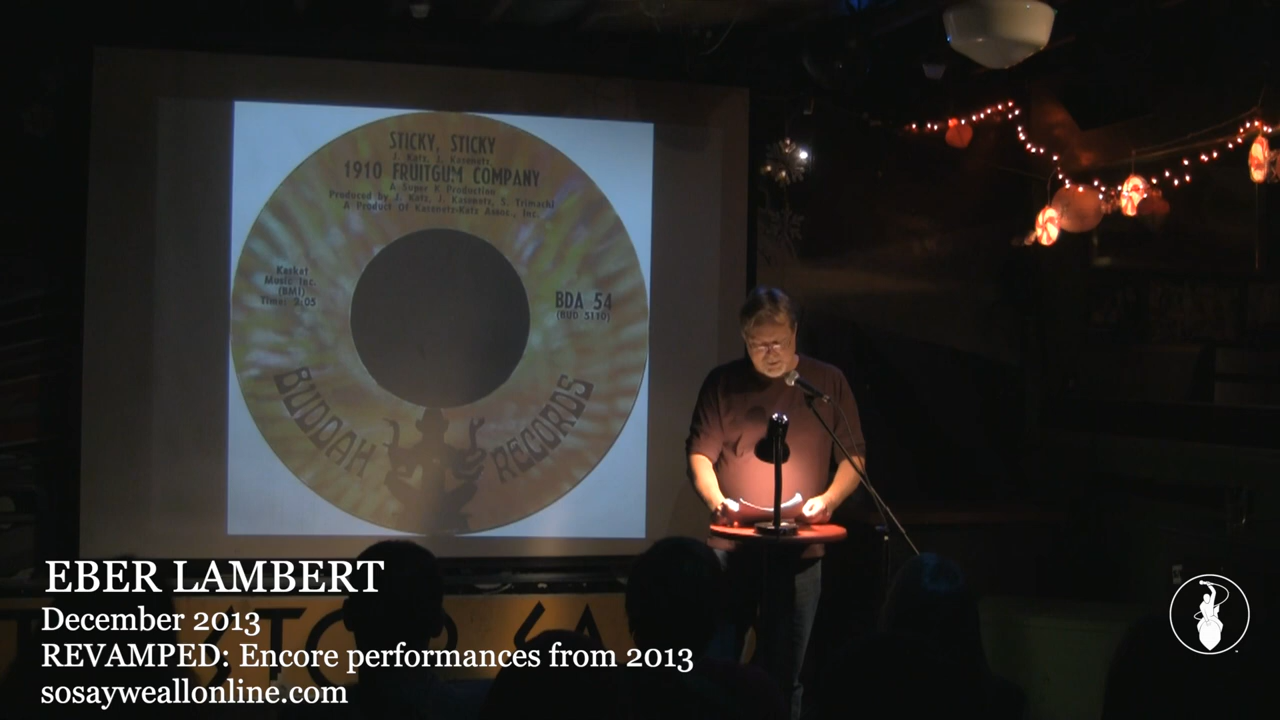 STICKY, STICKY
J. Katz, J. Kasenetz
1910 FRUITGUM COMPANY
A Super K Production
Produced by J. Katz, J. Kasenetz, S. Trimachi
A Product Of Kasenetz-Katz Assoc., Inc.
Kasket
Music Inc.
(BMI)
Time: 2:05
BDA 54
(BUD 5110)
BUDDAH RECORDS
EBER LAMBERT
December 2013
REVAMPED: Encore performances from 2013
sosayweallonline.com